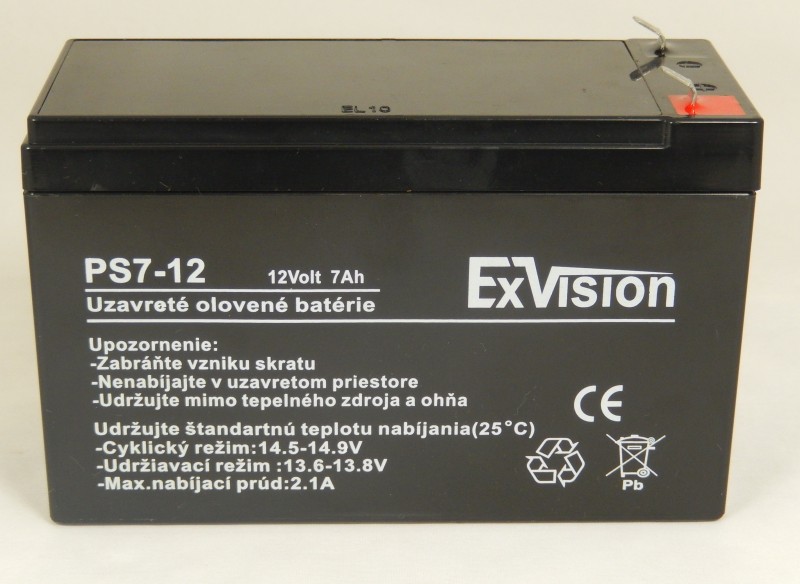 EL10
PS7-12 12Volt 7Ah
ExVision
Uzavreté olovené batérie
Upozornenie:
-Zabráňte vzniku skratu
-Nenabíjajte v uzavretom priestore
-Udržujte mimo tepelného zdroja a ohňa
Udržujte štandartnú teplotu nabíjania(25°C)
-Cyklický režim:14.5-14.9V
-Udržiavací režim :13.6-13.8V
-Max.nabíjací prúd:2.1A
CE
Pb